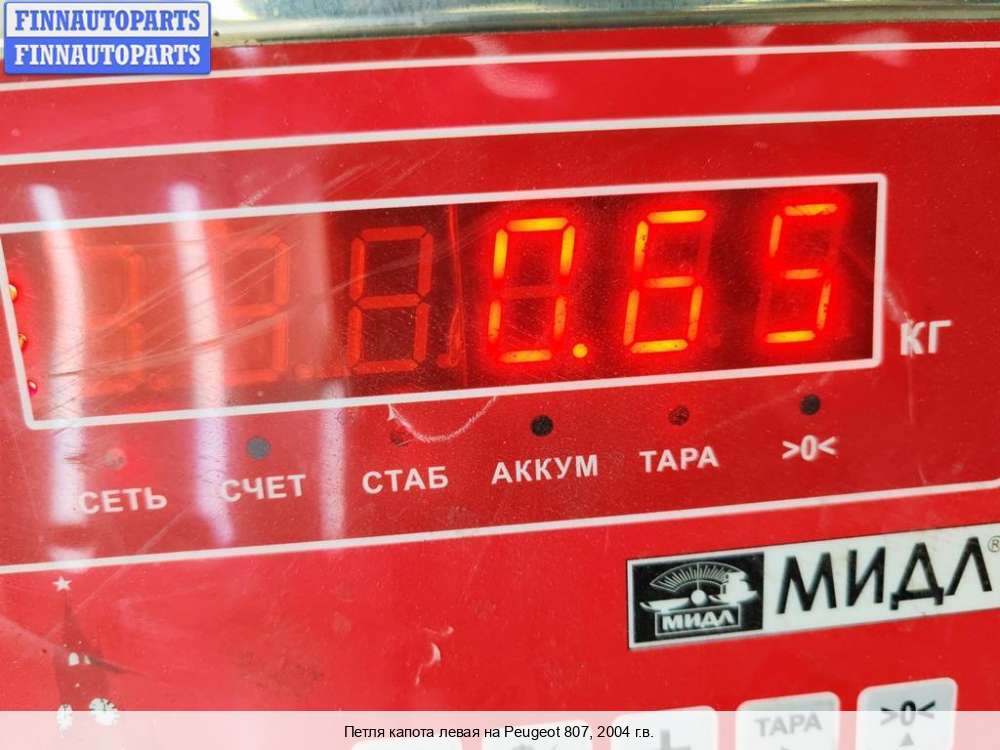 FINNAUTOPARTS
FINNAUTOPARTS
0.65
КГ
СЕТЬ СЧЕТ СТАБ АККУМ ТАРА >0<
МИДЛ МИДЛ®
ТАРА >0<
Петля капота левая на Peugeot 807, 2004 г.в.